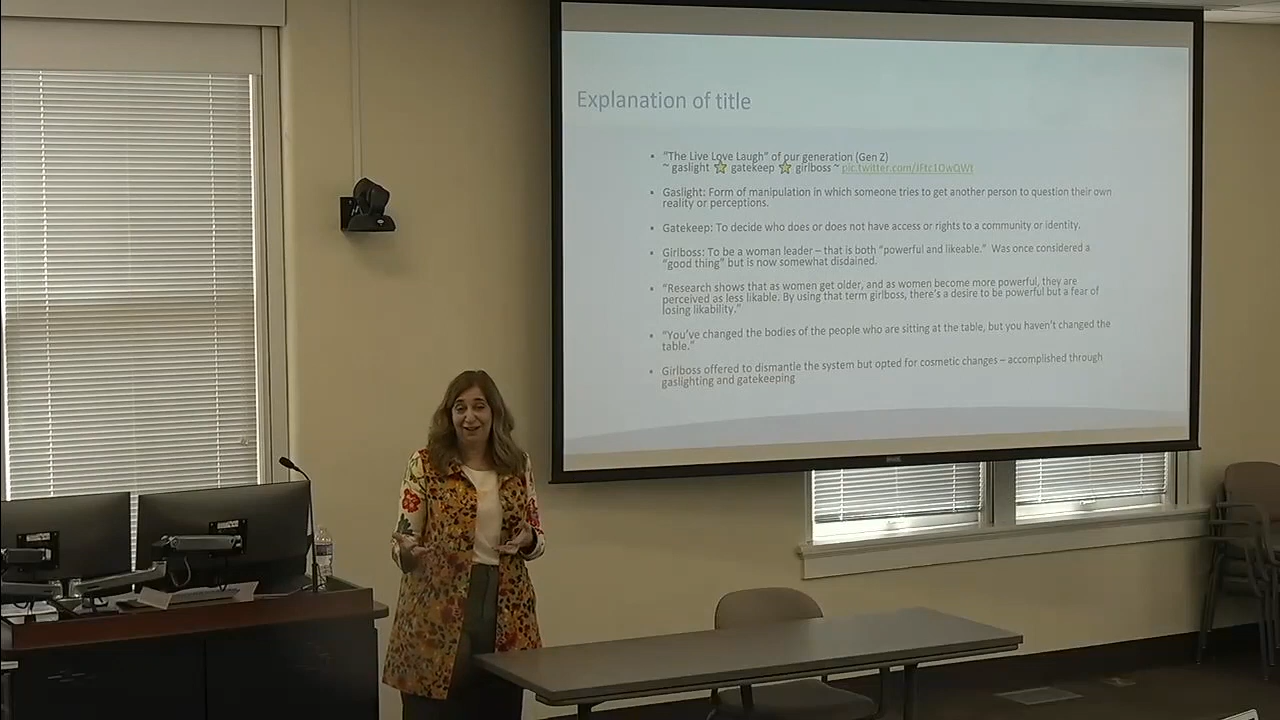 Explanation of title
"The Live Love Laugh" of our generation (Gen Z)
~ gaslight ⭐ gatekeep ⭐ girlboss ~ pic.twitter.com/
Gaslight: Form of manipulation in which someone tries to get another person to question their own
reality or perceptions.
Gatekeep: To decide who does or does not have access or rights to a community or identity.
Girlboss: To be a woman leader – that is both "powerful and likeable." Was once considered a
"good thing" but is now somewhat disdained.
"Research shows that as women get older, and as women become more powerful, they are
perceived as less likable. By using that term girlboss, there's a desire to be powerful but a fear of
losing likability."
"You've changed the bodies of the people who are sitting at the table, but you haven't changed the
table."
Girlboss offered to dismantle the system but opted for cosmetic changes – accomplished through
gaslighting and gatekeeping